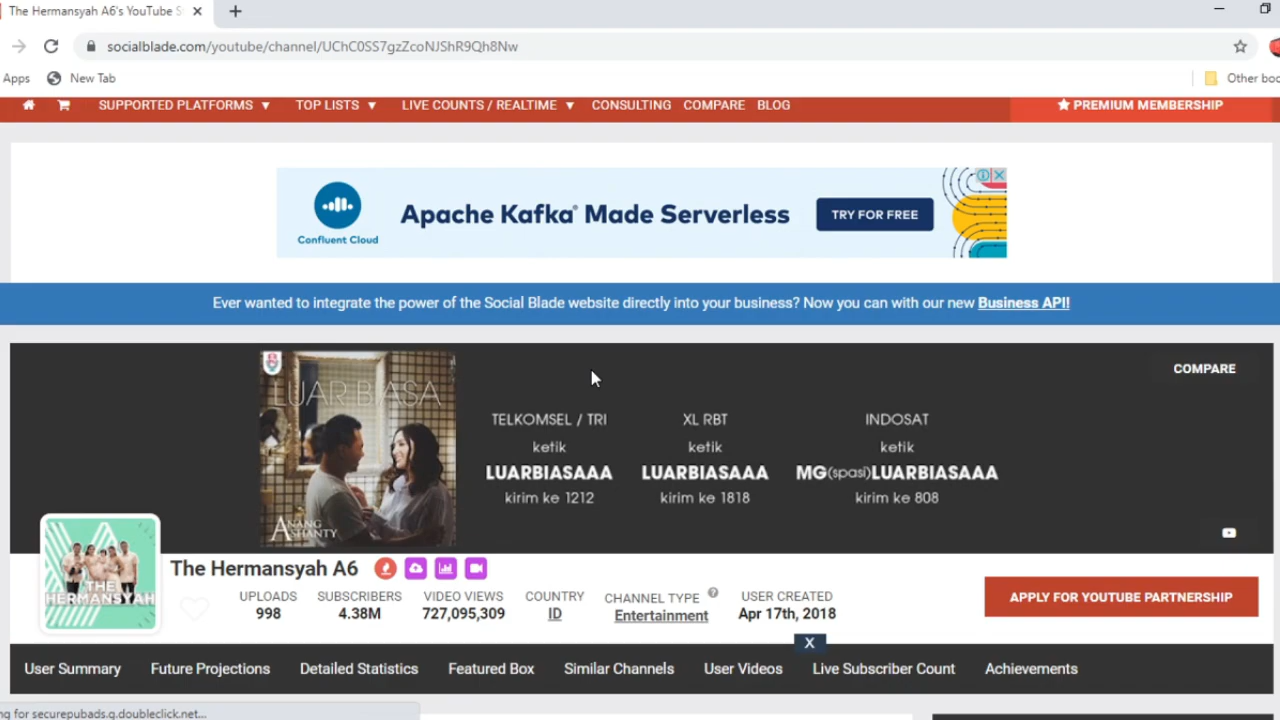 The Hermansyah A6's YouTube S
socialblade.com/youtube/channel/UChC0SS7gzZcoNJShR9Qh8Nw
Apps New Tab Other boo
SUPPORTED PLATFORMS TOP LISTS LIVE COUNTS / REALTIME CONSULTING COMPARE BLOG PREMIUM MEMBERSHIP
Confluent Cloud
Apache Kafka® Made Serverless
TRY FOR FREE
Ever wanted to integrate the power of the Social Blade website directly into your business? Now you can with our new Business API!
COMPARE
LUAR BIASA
ANANG
ASHANTY
TELKOMSEL / TRI
ketik
LUARBIASAAA
kirim ke 1212
XL RBT
ketik
LUARBIASAAA
kirim ke 1818
INDOSAT
ketik
MG(spasi)LUARBIASAAA
kirim ke 808
THE
HERMANSYAH
The Hermansyah A6
UPLOADS
998
SUBSCRIBERS
4.38M
VIDEO VIEWS
727,095,309
COUNTRY
ID
CHANNEL TYPE
Entertainment
USER CREATED
Apr 17th, 2018
APPLY FOR YOUTUBE PARTNERSHIP
X
User Summary Future Projections Detailed Statistics Featured Box Similar Channels User Videos Live Subscriber Count Achievements
ng for securepubads.g.doubleclick.net...